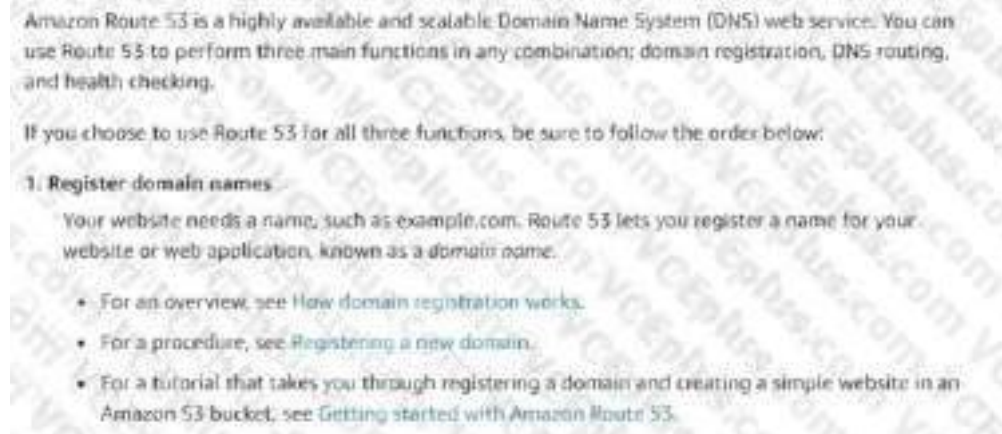 Amazon Route 53 is a highly available and scalable Domain Name System (DNS) web service. You can
use Route 53 to perform three main functions in any combination: domain registration, DNS routing,
and health checking.
If you choose to use Route 53 for all three functions, be sure to follow the order below:
1. Register domain names
Your website needs a name, such as example.com. Route 53 lets you register a name for your
website or web application, known as a domain name.
• For an overview, see How domain registration works.
• For a procedure, see Registering a new domain.
• For a tutorial that takes you through registering a domain and creating a simple website in an
Amazon S3 bucket, see Getting started with Amazon Route 53.
VCEplus.com